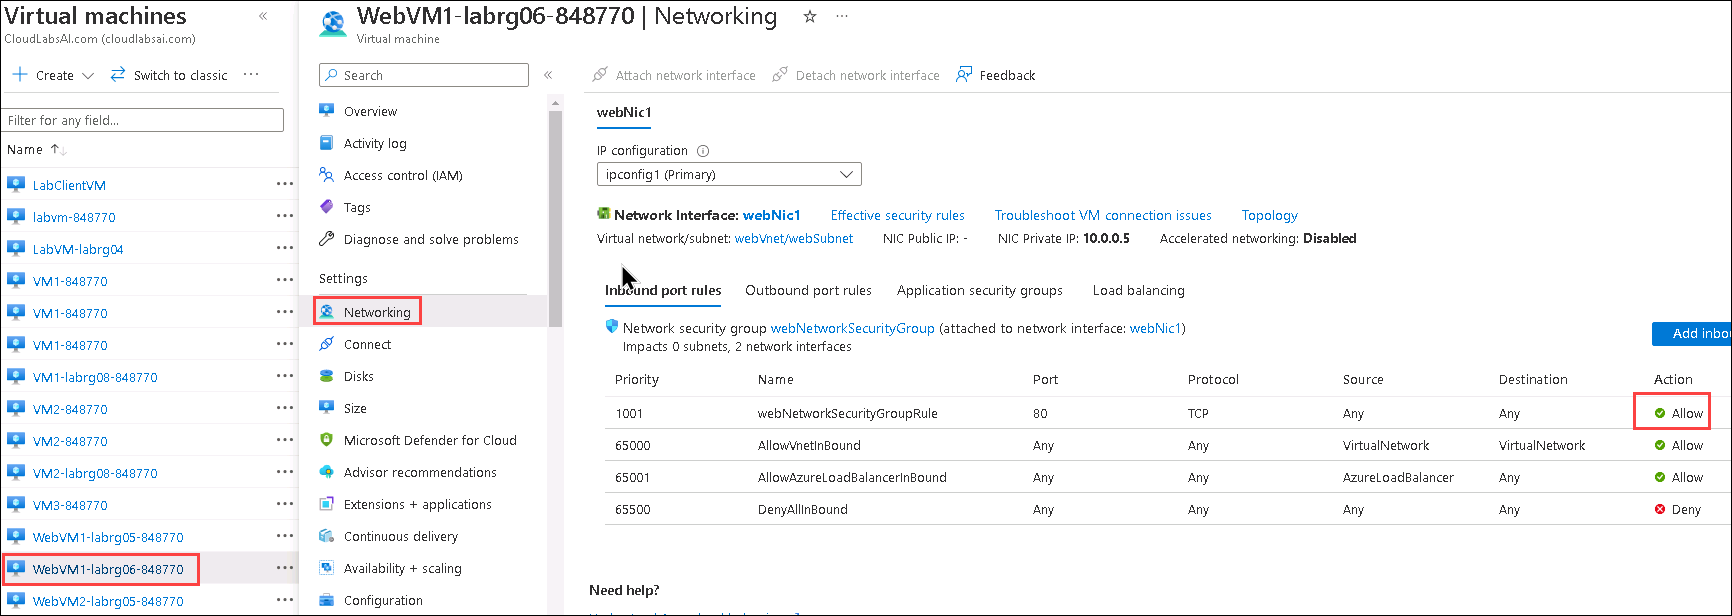 Virtual machines
«
CloudLabsAI.com (cloudlabsai.com)
+ Create Switch to classic ···
Filter for any field...
Name ↑↓
LabClientVM ···
labvm-848770 ···
LabVM-labrg04 ···
VM1-848770 ···
VM1-848770 ···
VM1-848770 ···
VM1-labrg08-848770 ···
VM2-848770 ···
VM2-848770 ···
VM2-labrg08-848770 ···
VM3-848770 ···
WebVM1-labrg05-848770 ···
WebVM1-labrg06-848770 ···
WebVM2-labrg05-848770 ···
WebVM1-labrg06-848770 | Networking ···
Virtual machine
Search «
Overview
Activity log
Access control (IAM)
Tags
Diagnose and solve problems
Settings
Networking
Connect
Disks
Size
Microsoft Defender for Cloud
Advisor recommendations
Extensions + applications
Continuous delivery
Availability + scaling
Configuration
Attach network interface Detach network interface Feedback
webNic1
IP configuration
ipconfig1 (Primary)
Network Interface: webNic1 Effective security rules Troubleshoot VM connection issues Topology
Virtual network/subnet: webVnet/webSubnet NIC Public IP: - NIC Private IP: 10.0.0.5 Accelerated networking: Disabled
Inbound port rules Outbound port rules Application security groups Load balancing
Network security group webNetworkSecurityGroup (attached to network interface: webNic1)
Impacts 0 subnets, 2 network interfaces
Add inbou
Priority Name Port Protocol Source Destination Action
1001 webNetworkSecurityGroupRule 80 TCP Any Any Allow
65000 AllowVnetInBound Any Any VirtualNetwork VirtualNetwork Allow
65001 AllowAzureLoadBalancerInBound Any Any AzureLoadBalancer Any Allow
65500 DenyAllInBound Any Any Any Any Deny
Need help?